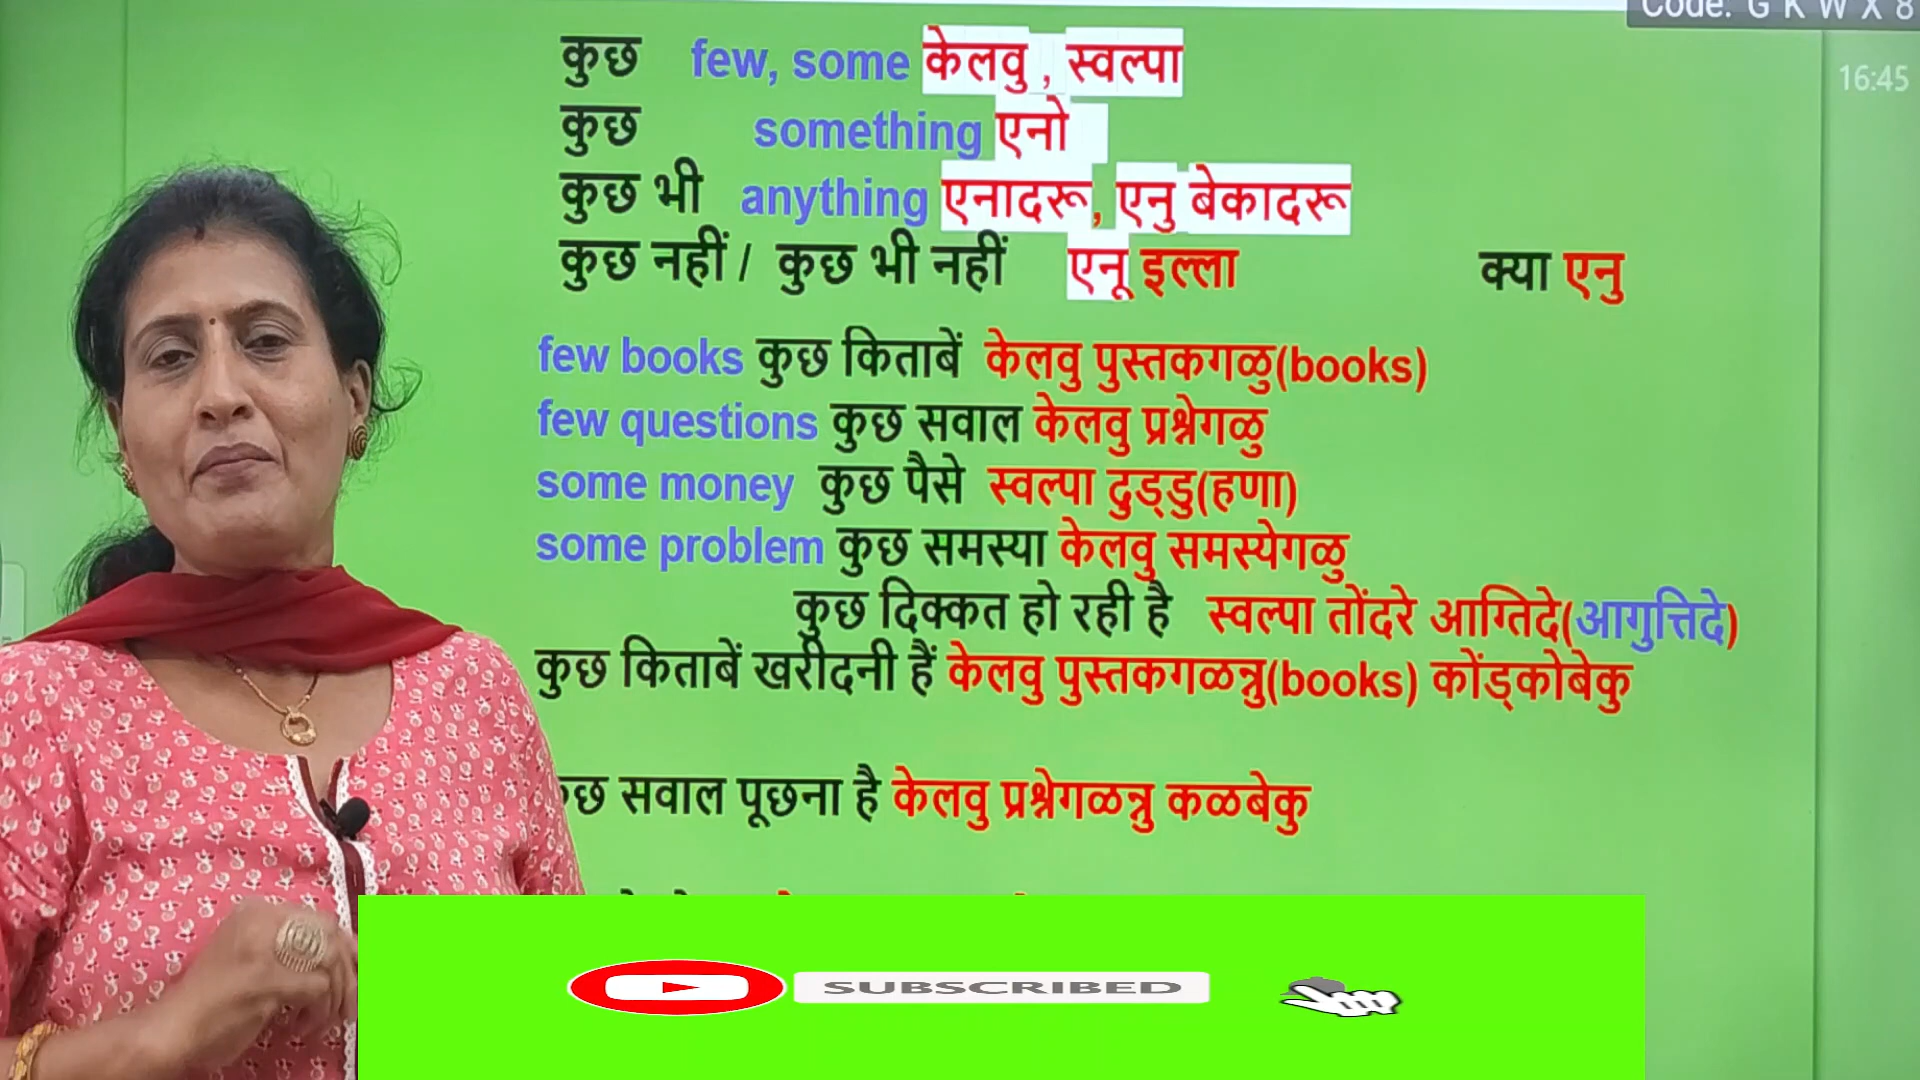 Code: G K W X 8
16:45
कुछ few, some केलवु , स्वल्पा
कुछ something एनो
कुछ भी anything एनादरू, एनु बेकादरू
कुछ नहीं / कुछ भी नहीं एनू इल्ला क्या एनु
few books कुछ किताबें केलवु पुस्तकगळु(books)
few questions कुछ सवाल केलवु प्रश्नेगळु
some money कुछ पैसे स्वल्पा दुड्डु(हणा)
some problem कुछ समस्या केलवु समस्येगळु
कुछ दिक्कत हो रही है स्वल्पा तोंदरे आग्तिदे(आगुत्तिदे)
कुछ किताबें खरीदनी हैं केलवु पुस्तकगळन्नु(books) कोंड्कोबेकु
सवाल पूछना है केलवु प्रश्नेगळन्नु कळबेकु
SUBSCRIBED